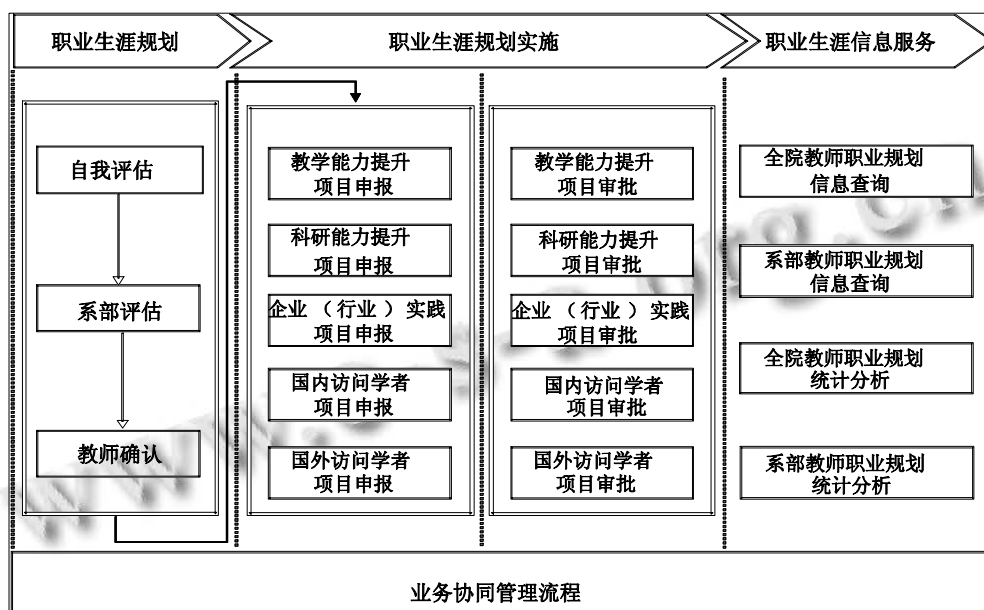 职业生涯规划
职业生涯规划实施
职业生涯信息服务
自我评估
系部评估
教师确认
教学能力提升
项目申报
科研能力提升
项目申报
企业（行业）实践
项目申报
国内访问学者
项目申报
国外访问学者
项目申报
教学能力提升
项目审批
科研能力提升
项目审批
企业（行业）实践
项目审批
国内访问学者
项目审批
国外访问学者
项目审批
全院教师职业规划
信息查询
系部教师职业规划
信息查询
全院教师职业规划
统计分析
系部教师职业规划
统计分析
业务协同管理流程